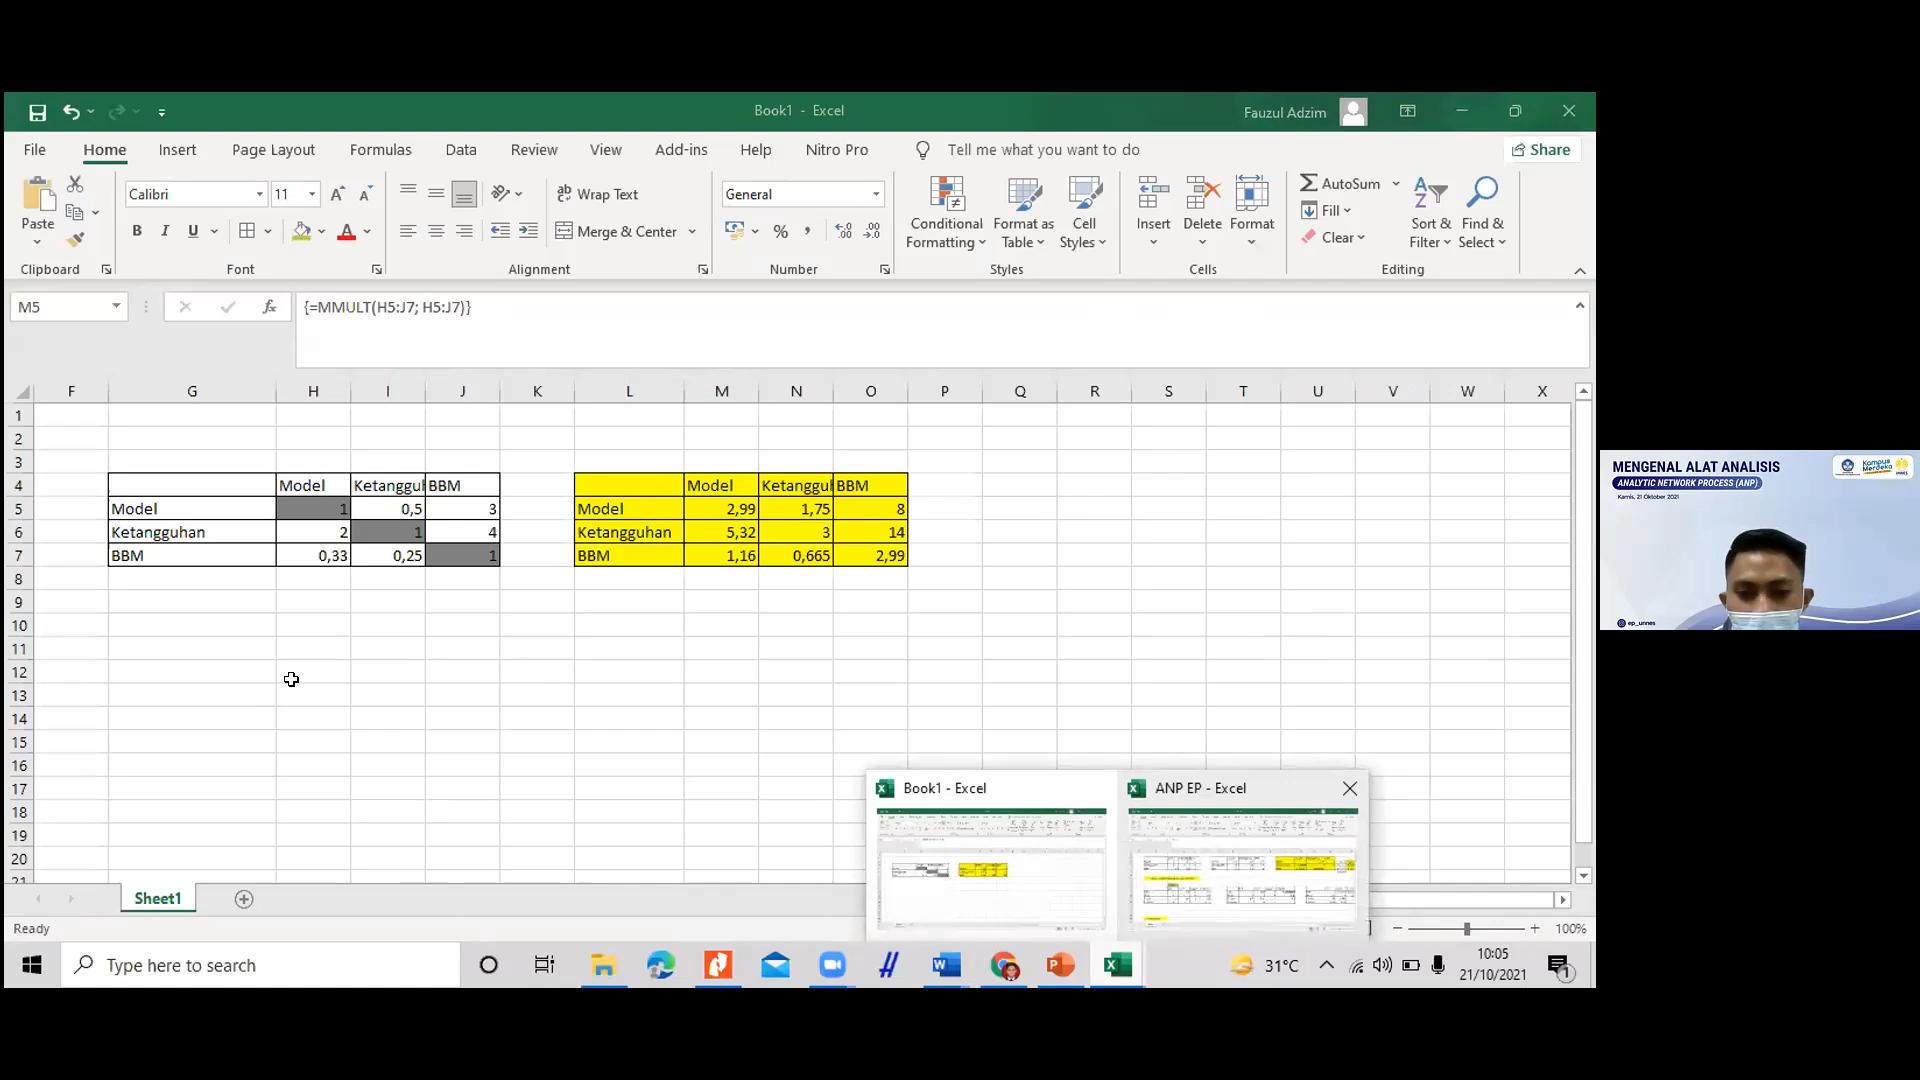 Book1 - Excel
Fauzul Adzim
File Home Insert Page Layout Formulas Data Review View Add-ins Help Nitro Pro Tell me what you want to do Share
Paste
Clipboard
Calibri 11
B I U A
Font
Wrap Text
Merge & Center
Alignment
General
%
Number
Conditional Formatting
Format as Table
Cell Styles
Styles
Insert Delete Format
Cells
AutoSum
Fill
Clear
Sort & Filter
Find & Select
Editing
M5 fx {=MMULT(H5:J7; H5:J7)}
F G H I J K L M N O P Q R S T U V W X
1
2
3
4 Model Ketangguh BBM Model Ketangguh BBM
5 Model 1 0,5 3 Model 2,99 1,75 8
6 Ketangguhan 2 1 4 Ketangguhan 5,32 3 14
7 BBM 0,33 0,25 1 BBM 1,16 0,665 2,99
8
9
10
11
12
13
14
15
16
17
18
19
20
21
Book1 - Excel
ANP EP - Excel
Sheet1
Ready
100%
Type here to search
31°C
10:05
21/10/2021
1
MENGENAL ALAT ANALISIS
ANALYTIC NETWORK PROCESS (ANP)
Kamis, 21 Oktober 2021
Kampus Merdeka
ep_unnes